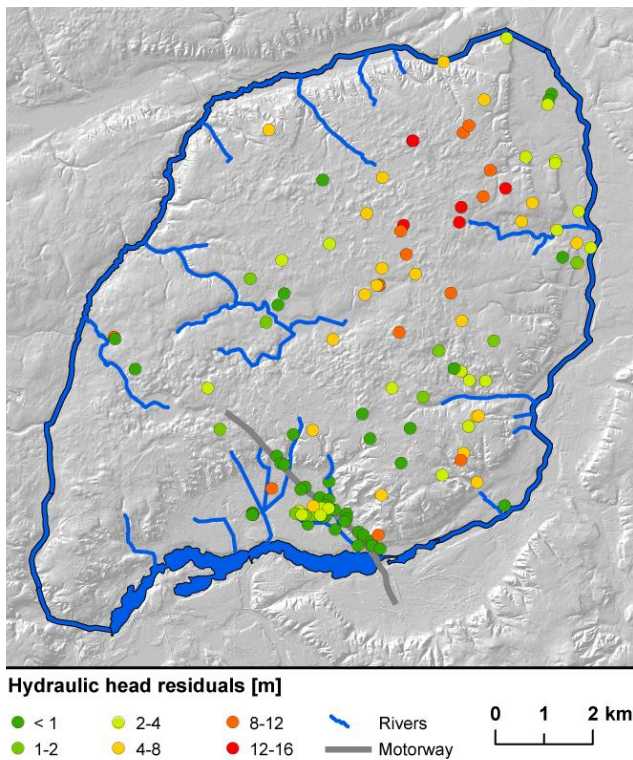 Hydraulic head residuals [m]
< 1 2-4 8-12 Rivers 0 1 2 km
1-2 4-8 12-16 Motorway